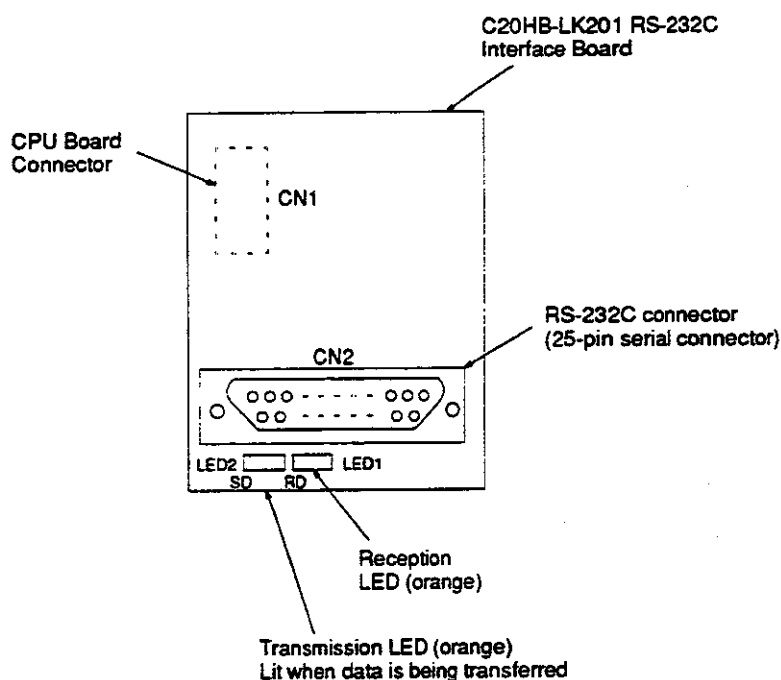 C20HB-LK201 RS-232C
Interface Board
CPU Board
Connector
CN1
RS-232C connector
(25-pin serial connector)
CN2
LED2
LED1
SD
RD
Reception
LED (orange)
Transmission LED (orange)
Lit when data is being transferred